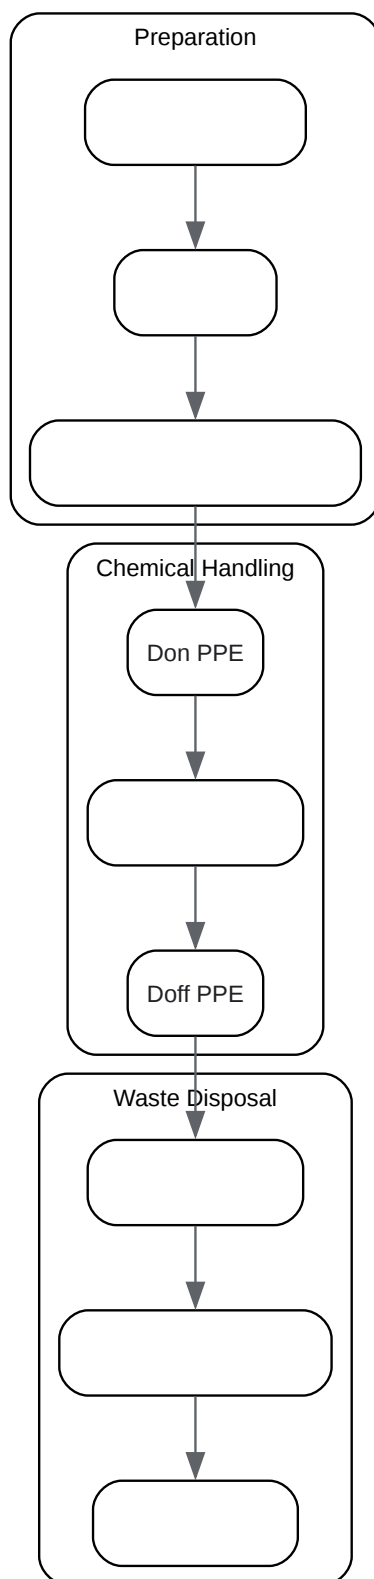 Preparation
Chemical Handling
Don PPE
Doff PPE
Waste Disposal